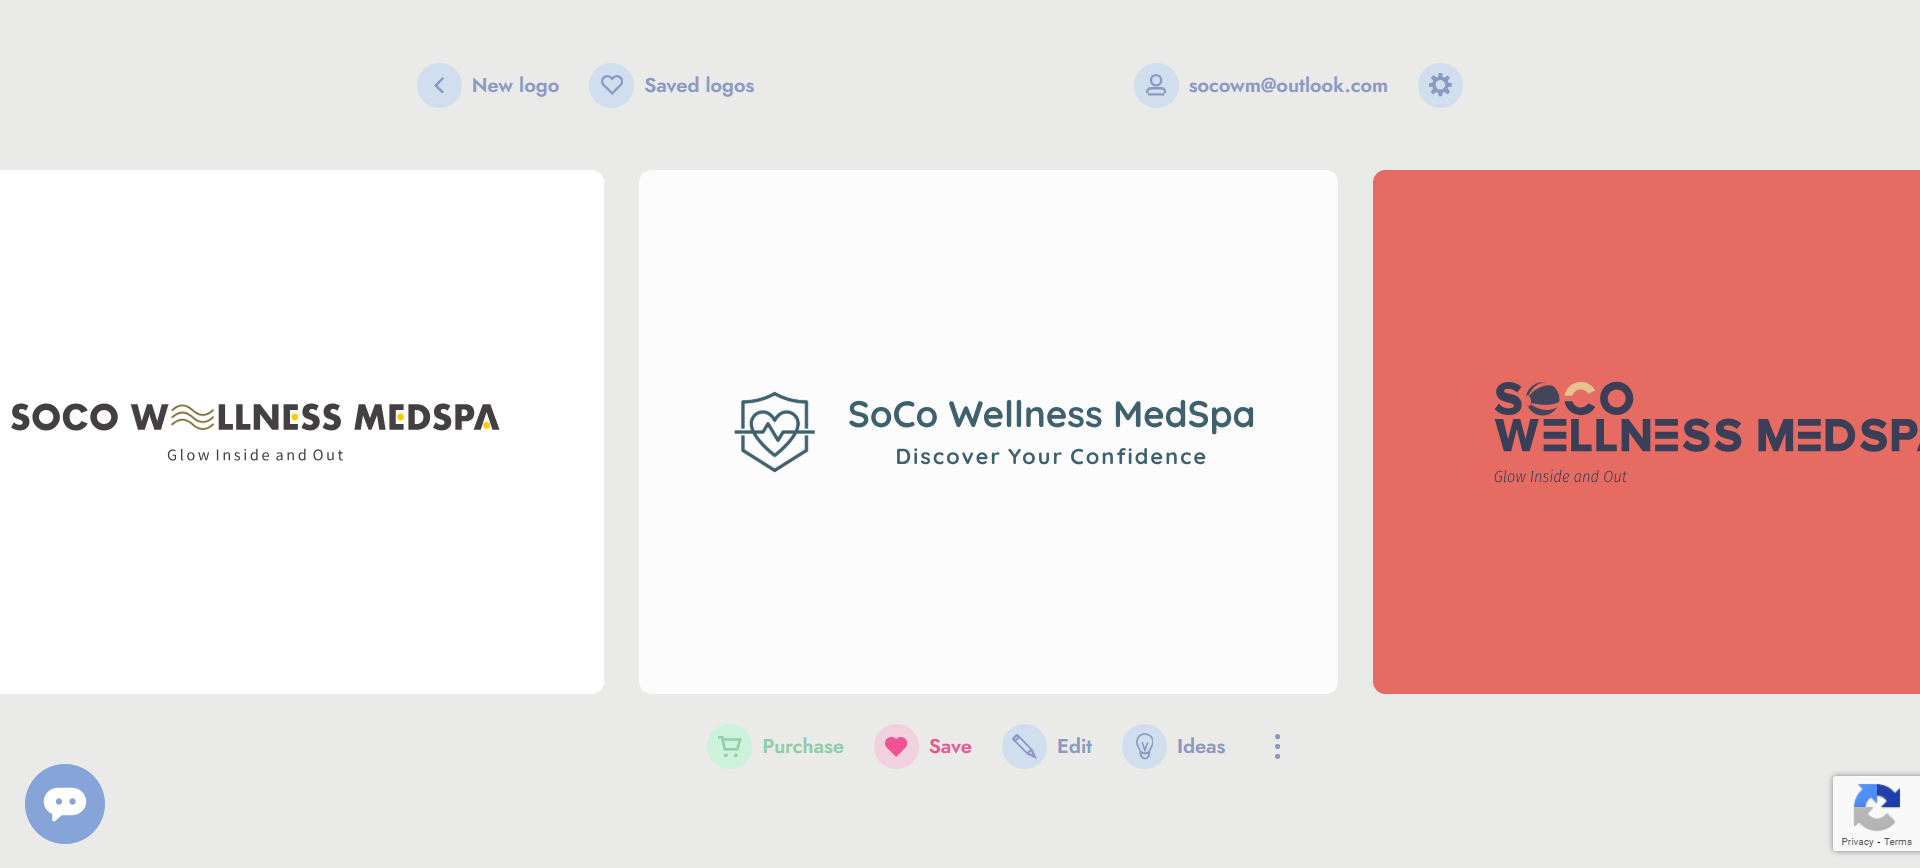 New logo
Saved logos
socowm@outlook.com
SOCO WELLNESS MEDSPA
Glow Inside and Out
SoCo Wellness MedSpa
Discover Your Confidence
SOCO
WELLNESS MEDSPA
Glow Inside and Out
Purchase
Save
Edit
Ideas
Privacy - Terms